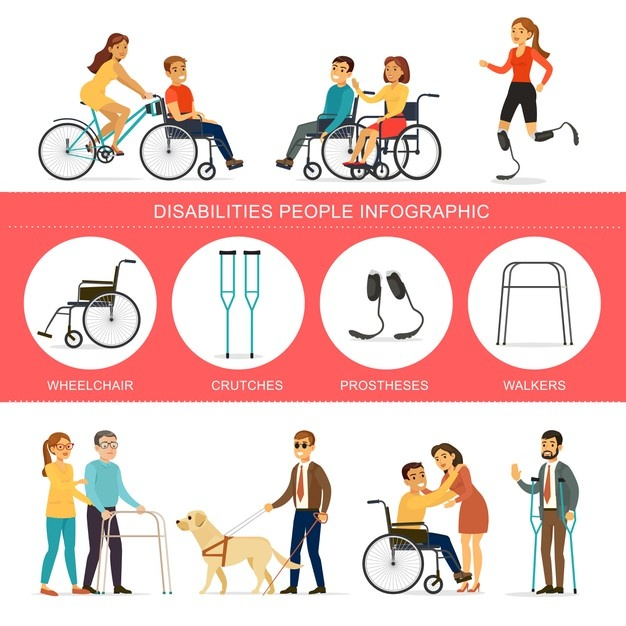 DISABILITIES PEOPLE INFOGRAPHIC
WHEELCHAIR
CRUTCHES
PROSTHESES
WALKERS